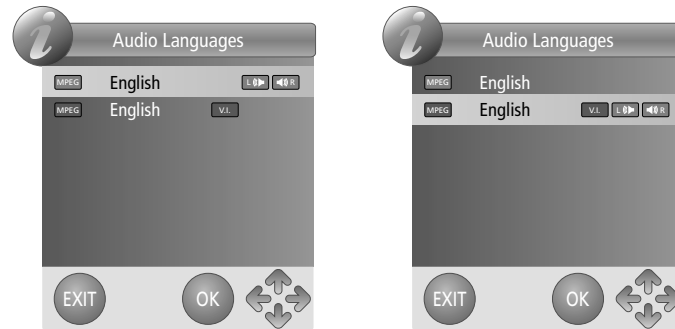 i Audio Languages
MPEG English L R
MPEG English V.I.
EXIT OK
i Audio Languages
MPEG English
MPEG English V.I. L R
EXIT OK